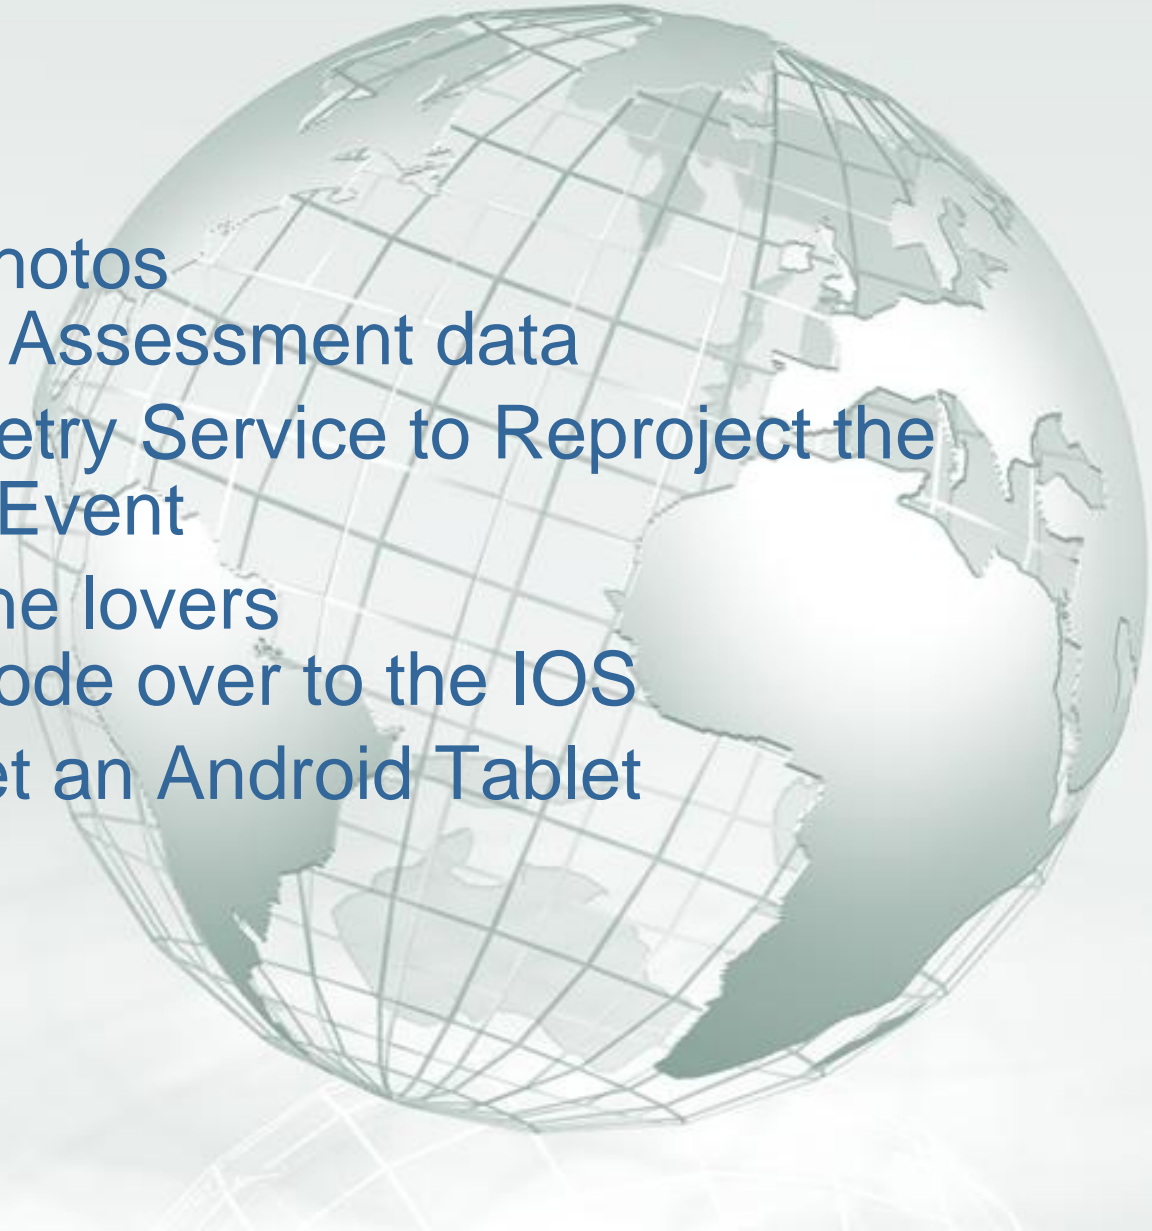 hotos
Assessment data
etry Service to Reproject the
Event
ne lovers
ode over to the IOS
et an Android Tablet